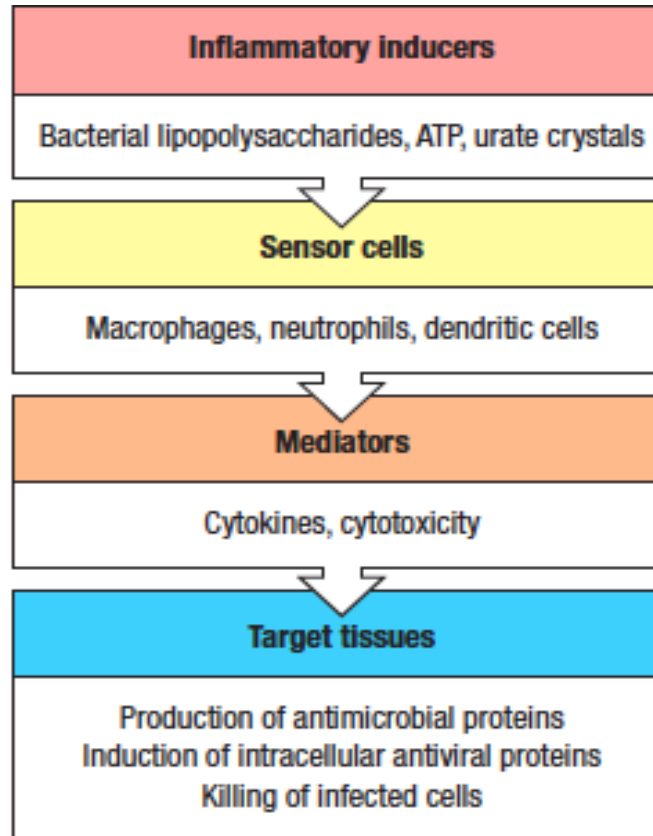 Inflammatory inducers
Bacterial lipopolysaccharides, ATP, urate crystals
Sensor cells
Macrophages, neutrophils, dendritic cells
Mediators
Cytokines, cytotoxicity
Target tissues
Production of antimicrobial proteins
Induction of intracellular antiviral proteins
Killing of infected cells